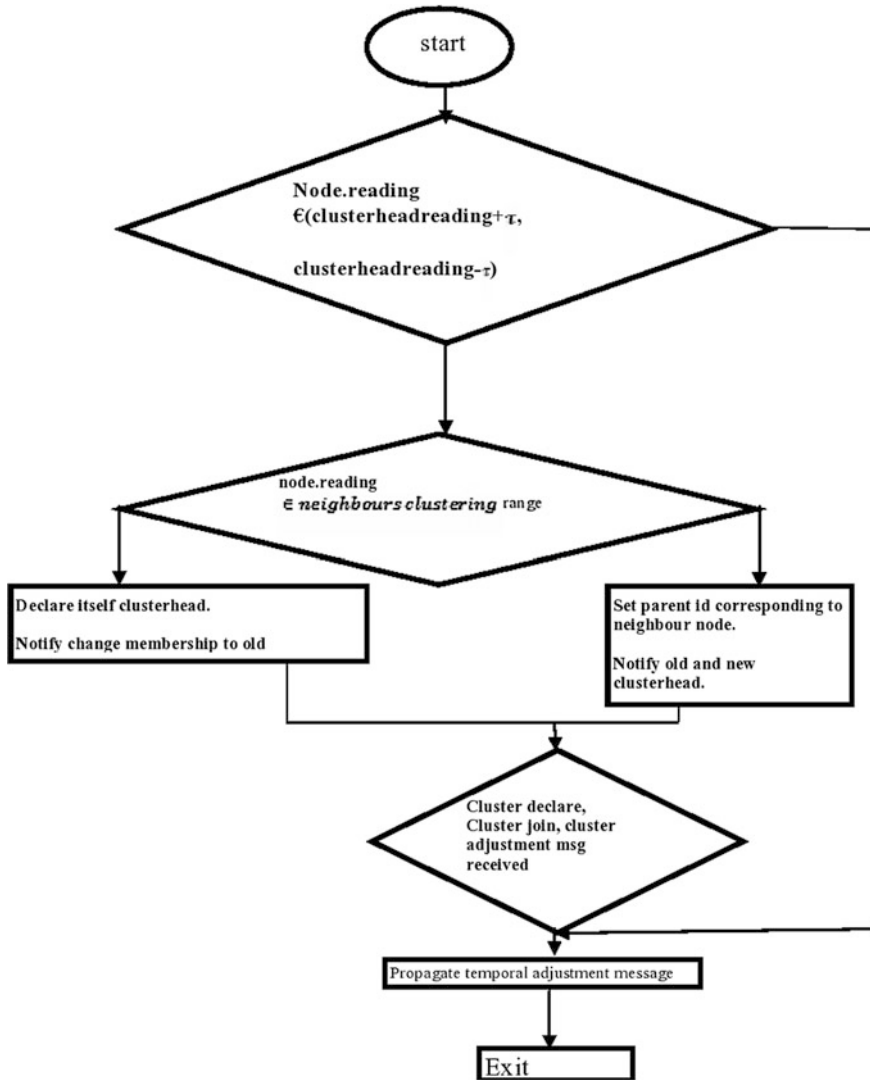 start
Node.reading
€(clusterheadreading+τ,
clusterheadreading-τ)
node.reading
∈ neighbours clustering range
Declare itself clusterhead.
Notify change membership to old
Set parent id corresponding to
neighbour node.
Notify old and new
clusterhead.
Cluster declare,
Cluster join, cluster
adjustment msg
received
Propagate temporal adjustment message
Exit